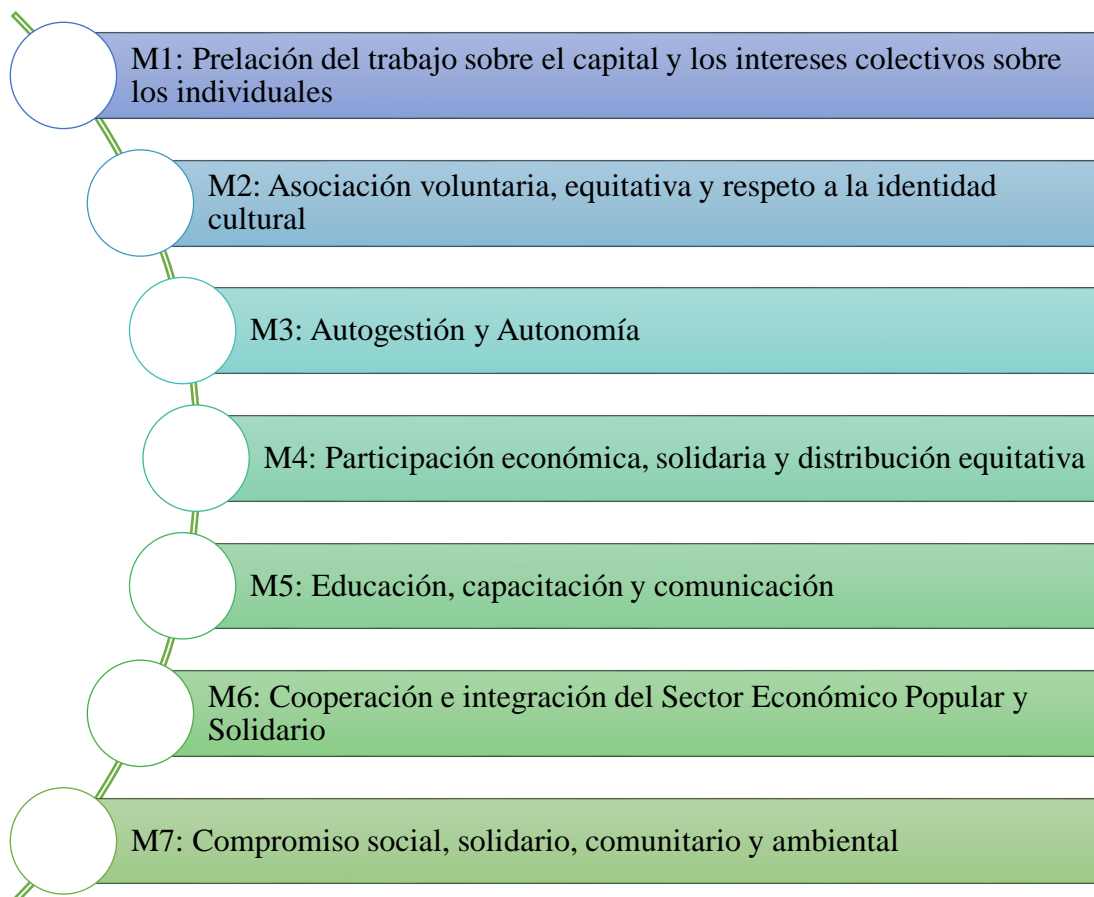 M1: Prelación del trabajo sobre el capital y los intereses colectivos sobre
los individuales
M2: Asociación voluntaria, equitativa y respeto a la identidad
cultural
M3: Autogestión y Autonomía
M4: Participación económica, solidaria y distribución equitativa
M5: Educación, capacitación y comunicación
M6: Cooperación e integración del Sector Económico Popular y
Solidario
M7: Compromiso social, solidario, comunitario y ambiental